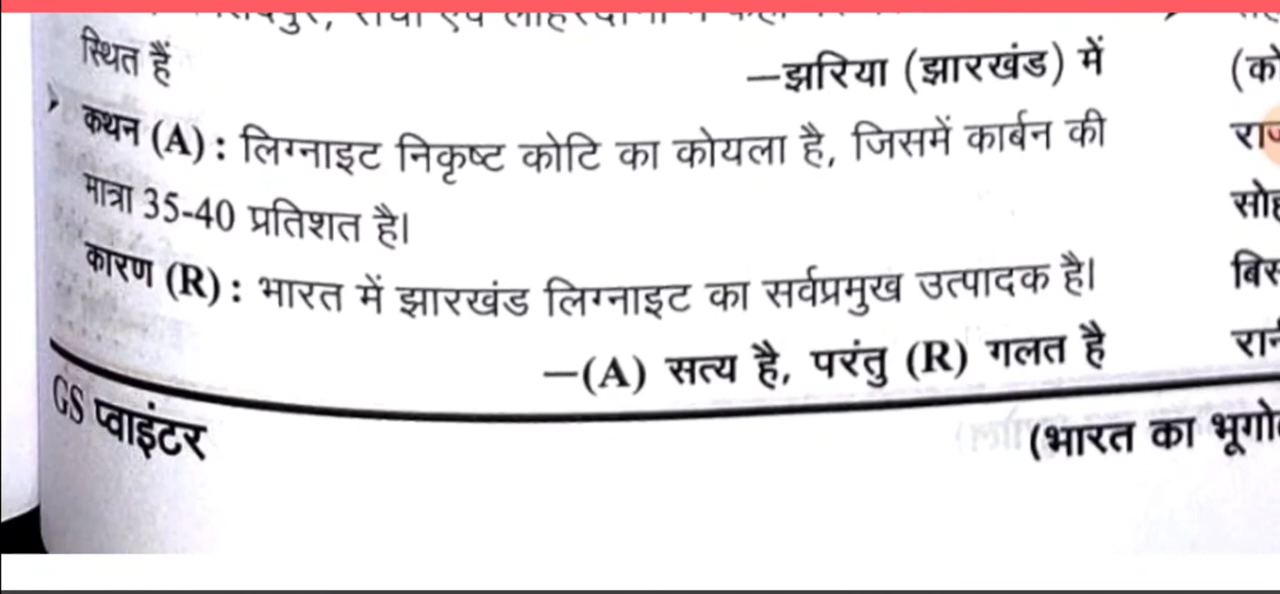 स्थित हैं
—झरिया (झारखंड) में
कथन (A) : लिग्नाइट निकृष्ट कोटि का कोयला है, जिसमें कार्बन की
मात्रा 35-40 प्रतिशत है।
कारण (R) : भारत में झारखंड लिग्नाइट का सर्वप्रमुख उत्पादक है।
—(A) सत्य है, परंतु (R) गलत है
GS प्वाइंटर
(भारत का